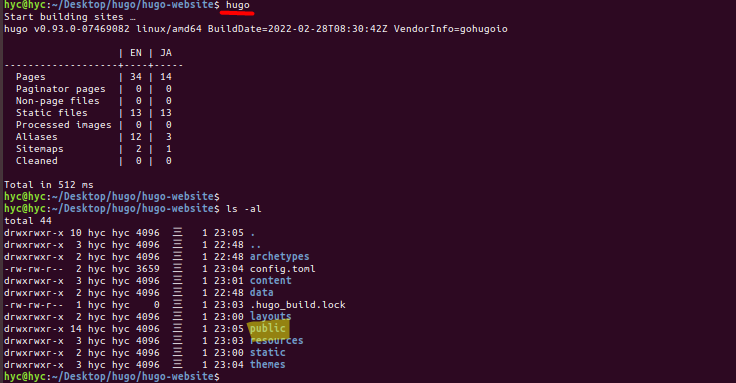 hyc@hyc:~/Desktop/hugo/hugo-website$ hugo
Start building sites …
hugo v0.93.0-07469082 linux/amd64 BuildDate=2022-02-28T08:30:42Z VendorInfo=gohugoio
| EN | JA
-------------------+----+-----
Pages | 34 | 14
Paginator pages | 0 | 0
Non-page files | 0 | 0
Static files | 13 | 13
Processed images | 0 | 0
Aliases | 12 | 3
Sitemaps | 2 | 1
Cleaned | 0 | 0
Total in 512 ms
hyc@hyc:~/Desktop/hugo/hugo-website$
hyc@hyc:~/Desktop/hugo/hugo-website$ ls -al
total 44
drwxrwxr-x 10 hyc hyc 4096 三 1 23:05 .
drwxrwxr-x 3 hyc hyc 4096 三 1 22:48 ..
drwxrwxr-x 2 hyc hyc 4096 三 1 22:48 archetypes
-rw-rw-r-- 2 hyc hyc 3659 三 1 23:04 config.toml
drwxrwxr-x 3 hyc hyc 4096 三 1 23:01 content
drwxrwxr-x 2 hyc hyc 4096 三 1 22:48 data
-rw-rw-r-- 1 hyc hyc 0 三 1 23:03 .hugo_build.lock
drwxrwxr-x 2 hyc hyc 4096 三 1 23:00 layouts
drwxrwxr-x 14 hyc hyc 4096 三 1 23:05 public
drwxrwxr-x 3 hyc hyc 4096 三 1 23:03 resources
drwxrwxr-x 2 hyc hyc 4096 三 1 23:00 static
drwxrwxr-x 3 hyc hyc 4096 三 1 23:04 themes
hyc@hyc:~/Desktop/hugo/hugo-website$